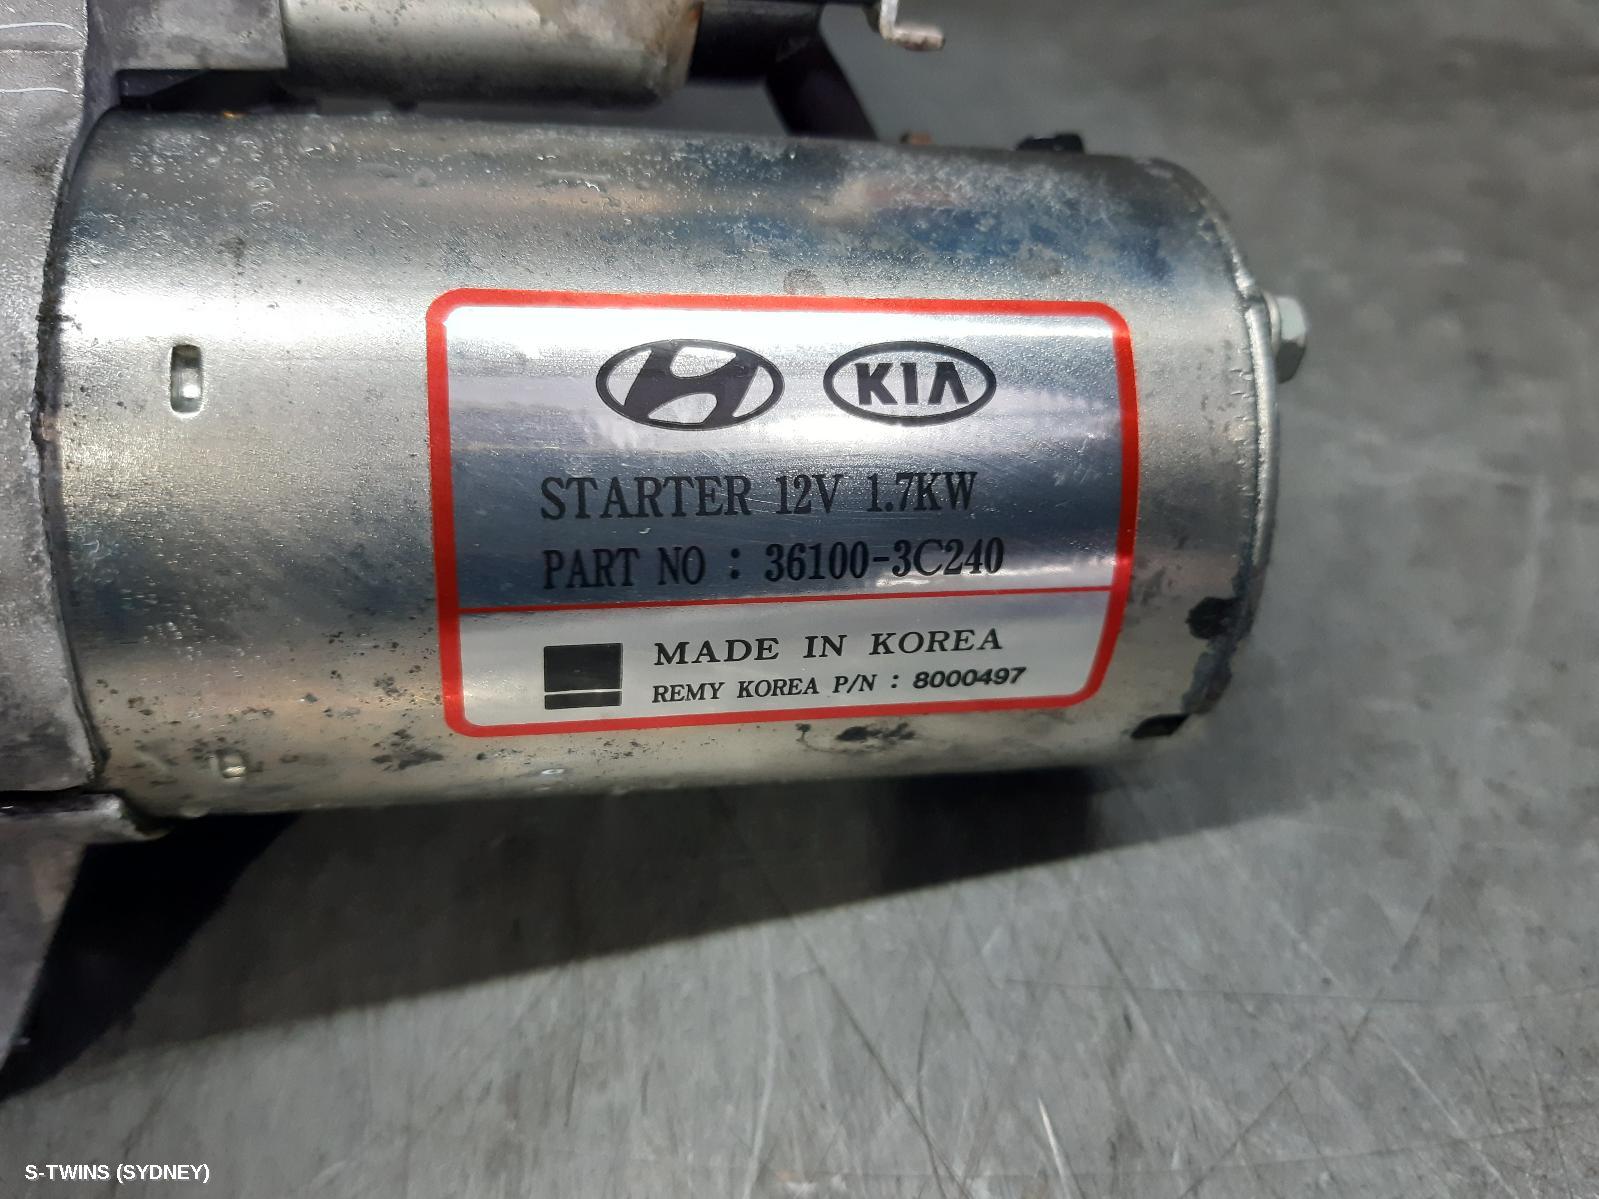 KIA
STARTER 12V 1.7KW
PART NO : 36100-3C240
MADE IN KOREA
REMY KOREA P/N : 8000497
S-TWINS (SYDNEY)